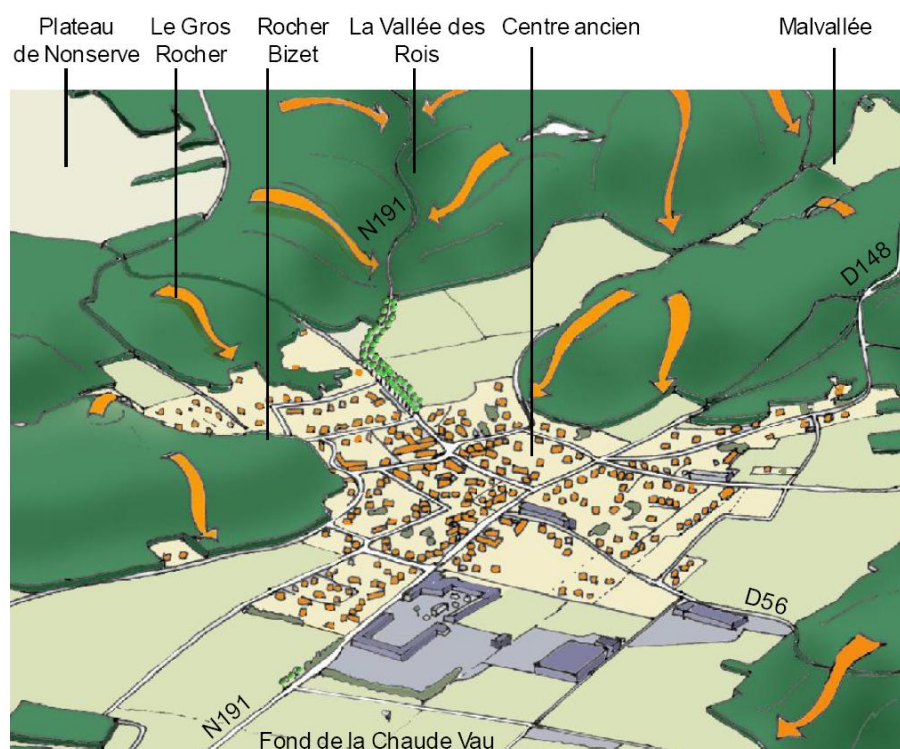 Plateau
de Nonserve
Le Gros
Rocher
Rocher
Bizet
La Vallée des
Rois
Centre ancien
Malvallée
N191
D148
D56
N191
Fond de la Chaude Vau